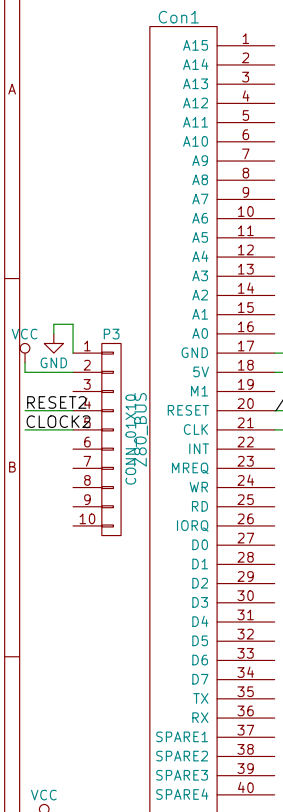 Con1
A15 1
A14 2
A13 3
A12 4
A11 5
A10 6
A9 7
A8 8
A7 9
A6 10
A5 11
A4 12
A3 13
A2 14
A1 15
A0 16
GND 17
5V 18
M1 19
RESET 20
CLK 21
INT 22
MREQ 23
WR 24
RD 25
IORQ 26
D0 27
D1 28
D2 29
D3 30
D4 31
D5 32
D6 33
D7 34
TX 35
RX 36
SPARE1 37
SPARE2 38
SPARE3 39
SPARE4 40
Z80_BUS
A
B
VCC
GND
P3
1
2
3
RESET2 4
CLOCK2 5
6
7
8
9
10
CONN_01X10
VCC